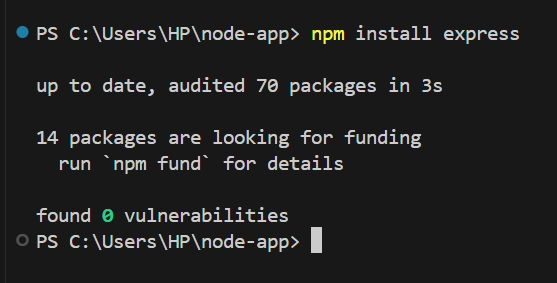 PS C:\Users\HP\node-app> npm install express
up to date, audited 70 packages in 3s
14 packages are looking for funding
  run `npm fund` for details
found 0 vulnerabilities
PS C:\Users\HP\node-app>